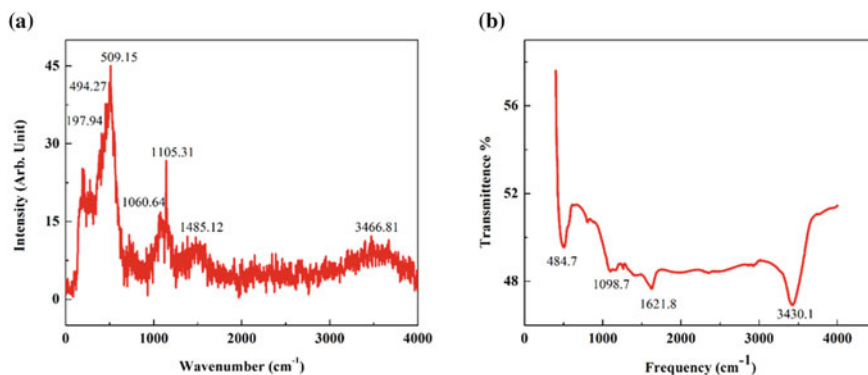 (a)
509.15
494.27
197.94
1105.31
1060.64
1485.12
3466.81
45
30
15
0
0 1000 2000 3000 4000
Intensity (Arb. Unit)
Wavenumber (cm-1)
(b)
56
52
48
484.7
1098.7
1621.8
3430.1
0 1000 2000 3000 4000
Transmittence %
Frequency (cm-1)